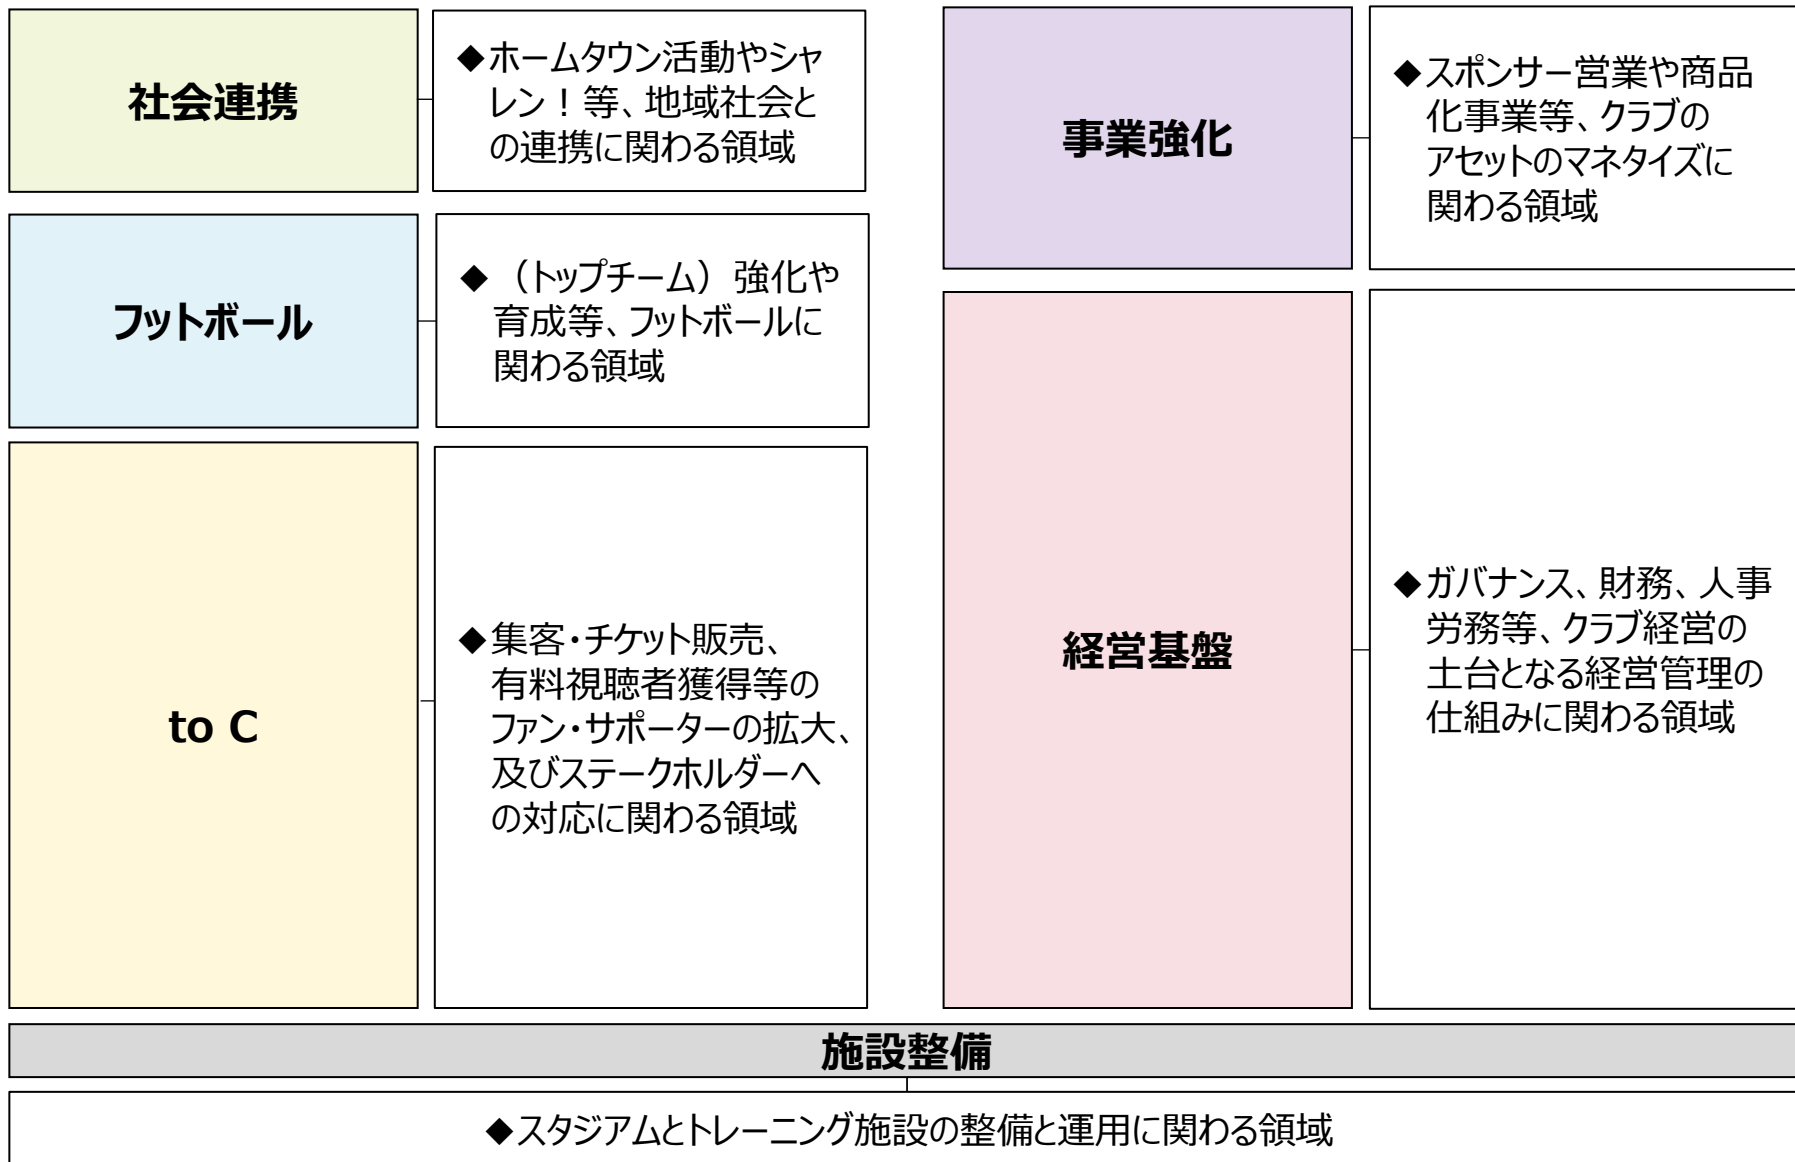 社会連携
◆ホームタウン活動やシャ
レン！等、地域社会と
の連携に関わる領域
フットボール
◆（トップチーム）強化や
育成等、フットボールに
関わる領域
to C
◆集客・チケット販売、
有料視聴者獲得等の
ファン・サポーターの拡大、
及びステークホルダーへ
の対応に関わる領域
事業強化
◆スポンサー営業や商品
化事業等、クラブの
アセットのマネタイズに
関わる領域
経営基盤
◆ガバナンス、財務、人事
労務等、クラブ経営の
土台となる経営管理の
仕組みに関わる領域
施設整備
◆スタジアムとトレーニング施設の整備と運用に関わる領域